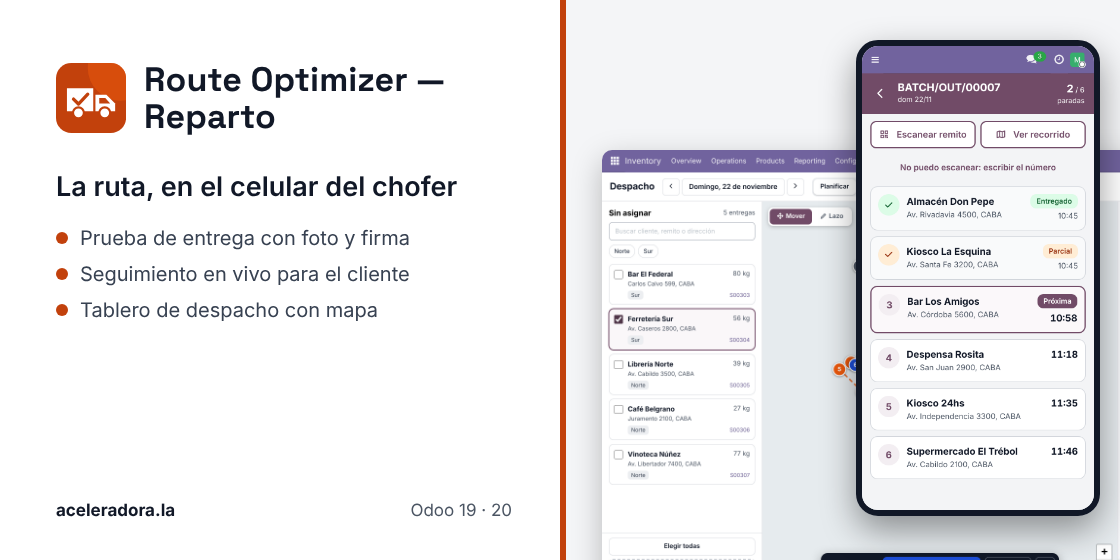 Route Optimizer —
Reparto
La ruta, en el celular del chofer
Prueba de entrega con foto y firma
Seguimiento en vivo para el cliente
Tablero de despacho con mapa
aceleradora.la
Odoo 19 · 20
Inventory Overview Operations Products Reporting
Despacho
Domingo, 22 de noviembre
Planificar
Sin asignar
5 entregas
Buscar cliente, remito o dirección
Norte
Sur
Mover
Lazo
Bar El Federal
80 kg
Carlos Calvo 599, CABA
Sur
S00303
Ferretería Sur
56 kg
Av. Caseros 2800, CABA
Sur
S00304
Librería Norte
39 kg
Av. Cabildo 3500, CABA
Norte
S00305
Café Belgrano
27 kg
Juramento 2100, CABA
Norte
S00306
Vinoteca Núñez
77 kg
Av. Libertador 7400, CABA
Norte
S00307
Elegir todas
3
M
BATCH/OUT/00007
dom 22/11
2 / 6
paradas
Escanear remito
Ver recorrido
No puedo escanear: escribir el número
Almacén Don Pepe
Entregado
Av. Rivadavia 4500, CABA
10:45
Kiosco La Esquina
Parcial
Av. Santa Fe 3200, CABA
10:45
3
Bar Los Amigos
Próxima
Av. Córdoba 5600, CABA
10:58
4
Despensa Rosita
11:18
Av. San Juan 2900, CABA
5
Kiosco 24hs
11:35
Av. Independencia 3300, CABA
6
Supermercado El Trébol
11:46
Av. Cabildo 2100, CABA
5
+